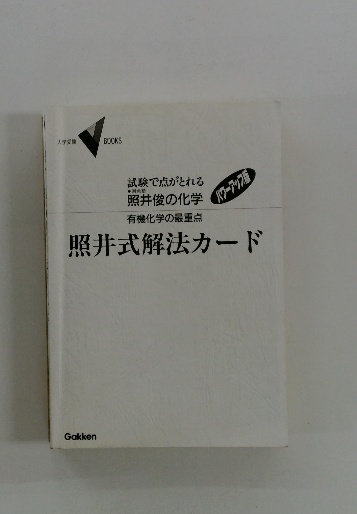 大学受験 V BOOKS
試験で点がとれる
照井俊の化学 パワーアップ版
有機化学の最重点
照井式解法カード
Gakken